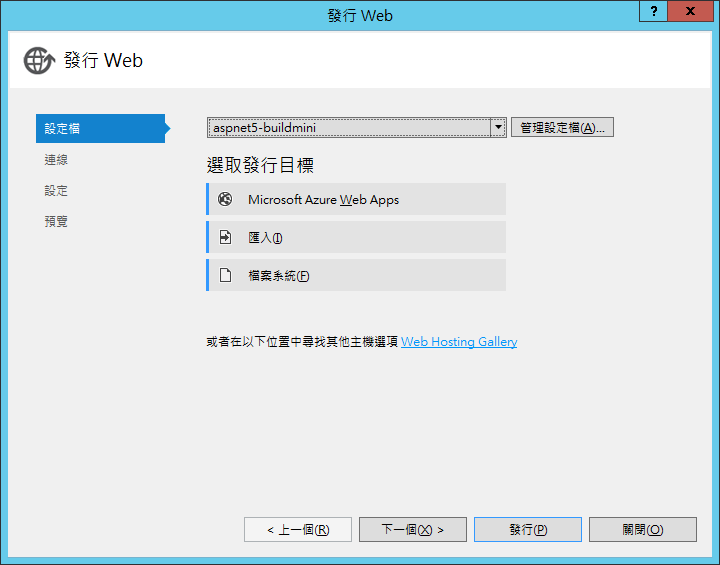 發行 Web
?
x
發行 Web
設定檔
連線
設定
預覽
aspnet5-buildmini
管理設定檔(A)...
選取發行目標
Microsoft Azure Web Apps
匯入(I)
檔案系統(F)
或者在以下位置中尋找其他主機選項 Web Hosting Gallery
< 上一個(R)
下一個(X) >
發行(P)
關閉(O)